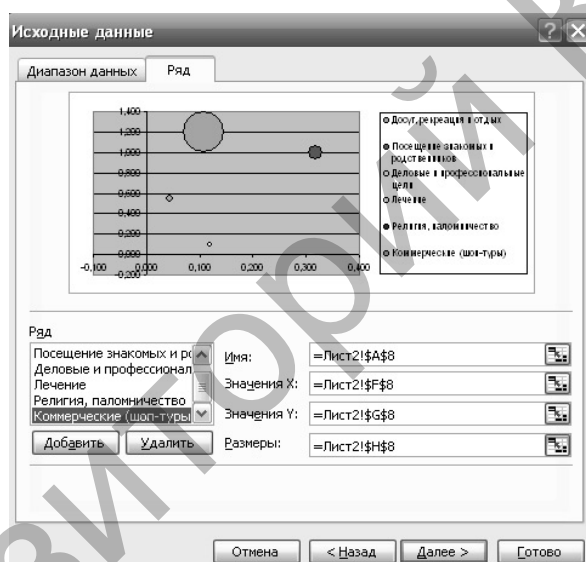 Исходные данные
Диапазон данных
Ряд
1,400
1,200
1,000
0,800
0,600
0,400
0,200
0,000
-0,200
-0,100
0,000
0,100
0,200
0,300
0,400
Досуг, рекреация и отдых
Посещение знакомых и
родственников
Деловые и профессиональные
цели
Лечение
Религия, паломничество
Коммерческие (шоп-туры)
Ряд
Посещение знакомых и ро
Деловые и профессионал
Лечение
Религия, паломничество
Коммерческие (шоп-туры
Имя:
=Лист2!$A$8
Значения X:
=Лист2!$F$8
Значения Y:
=Лист2!$G$8
Размеры:
=Лист2!$H$8
Добавить
Удалить
Отмена
< Назад
Далее >
Готово